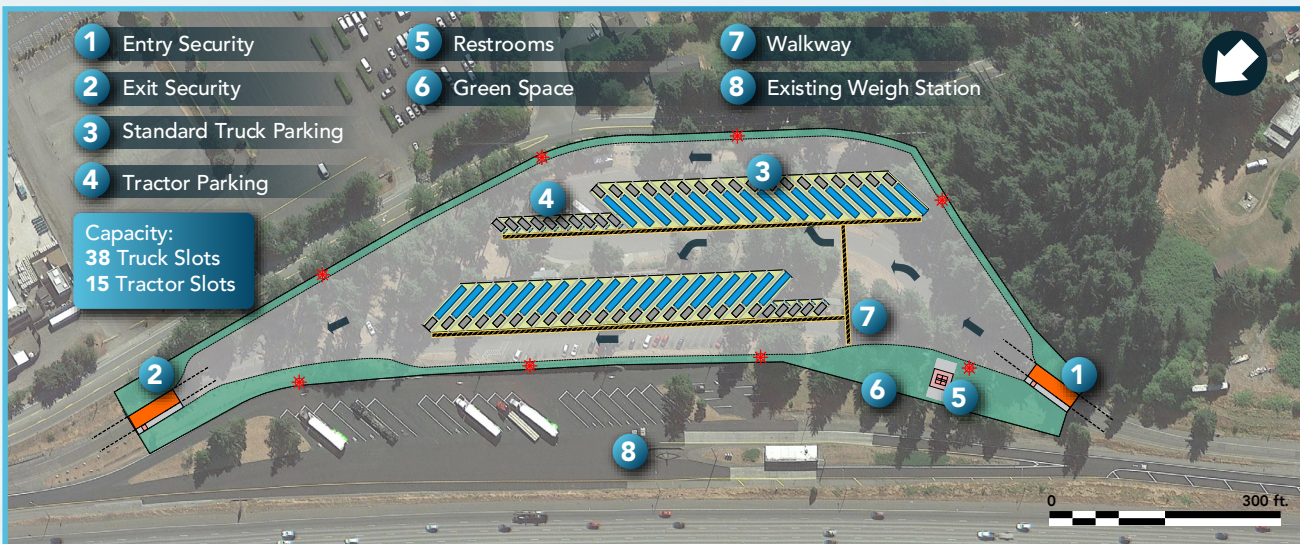 1 Entry Security
2 Exit Security
3 Standard Truck Parking
4 Tractor Parking
5 Restrooms
6 Green Space
7 Walkway
8 Existing Weigh Station
Capacity:
38 Truck Slots
15 Tractor Slots
3
4
7
2
1
6
5
8
0 300 ft.